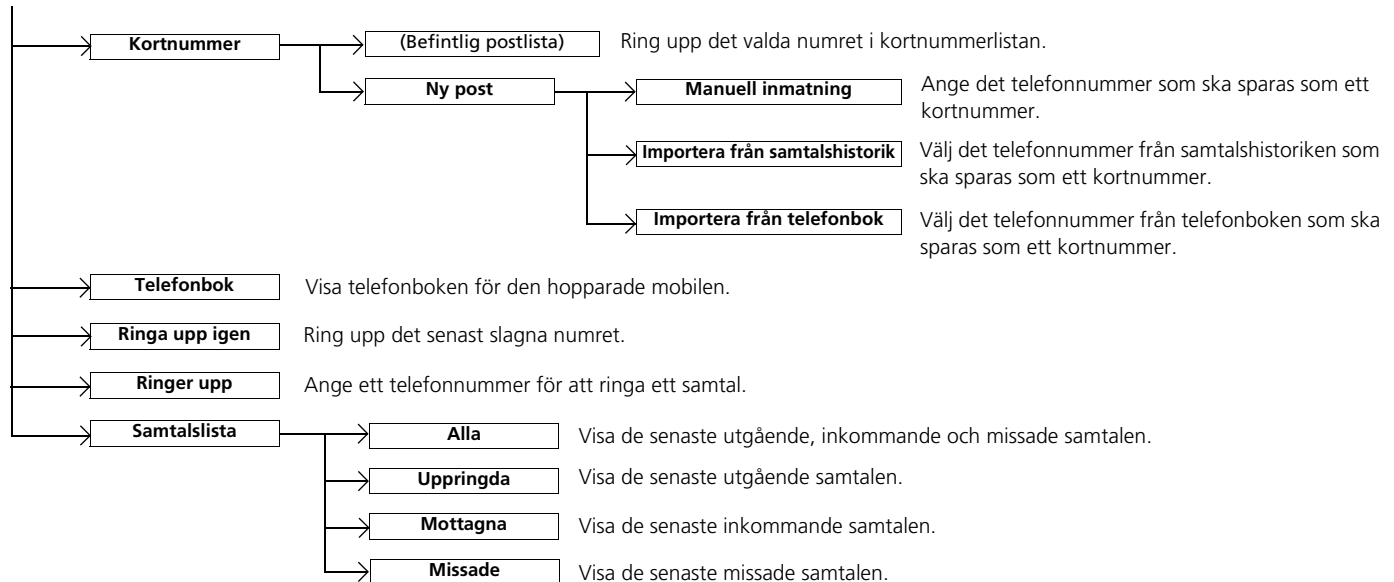 Kortnummer
(Befintlig postlista)
Ring upp det valda numret i kortnummerlistan.
Ny post
Manuell inmatning
Ange det telefonnummer som ska sparas som ett
kortnummer.
Importera från samtalshistorik
Välj det telefonnummer från samtalshistoriken som
ska sparas som ett kortnummer.
Importera från telefonbok
Välj det telefonnummer från telefonboken som ska
sparas som ett kortnummer.
Telefonbok
Visa telefonboken för den hopparade mobilen.
Ringa upp igen
Ring upp det senast slagna numret.
Ringer upp
Ange ett telefonnummer för att ringa ett samtal.
Samtalslista
Alla
Visa de senaste utgående, inkommande och missade samtalen.
Uppringda
Visa de senaste utgående samtalen.
Mottagna
Visa de senaste inkommande samtalen.
Missade
Visa de senaste missade samtalen.